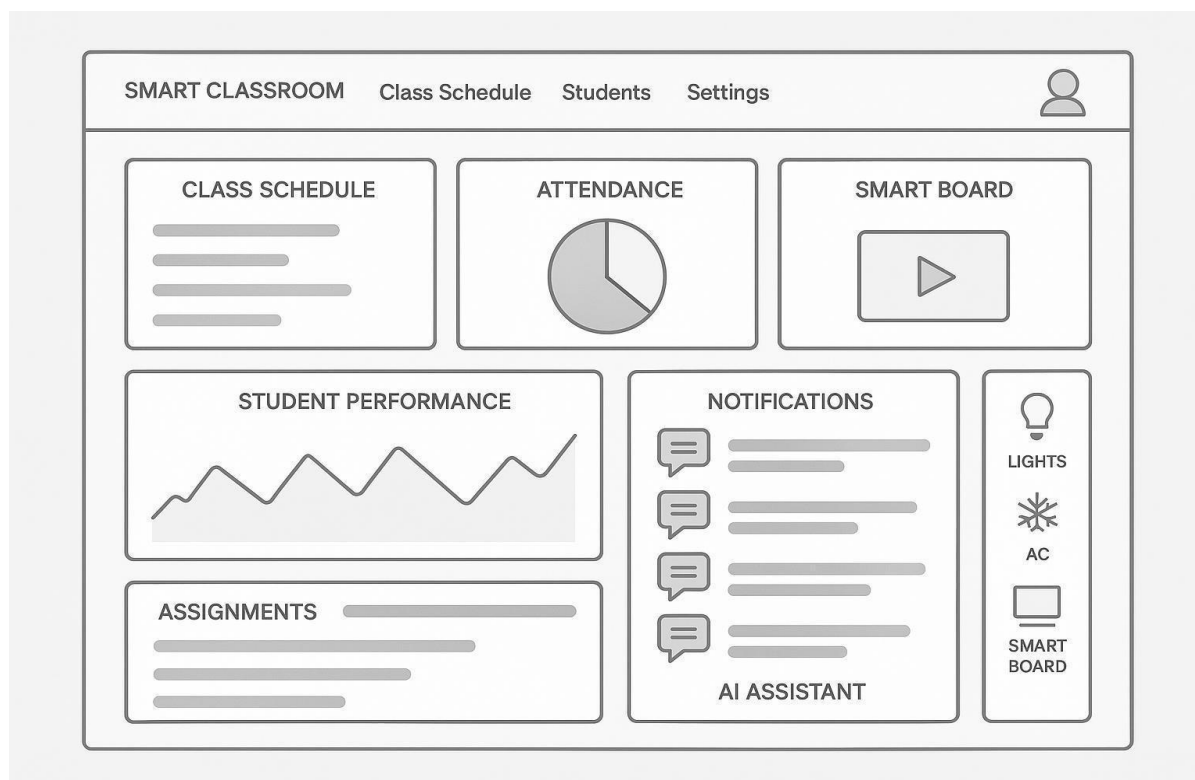 SMART CLASSROOM Class Schedule Students Settings
CLASS SCHEDULE
ATTENDANCE
SMART BOARD
STUDENT PERFORMANCE
ASSIGNMENTS
NOTIFICATIONS
AI ASSISTANT
LIGHTS
AC
SMART
BOARD